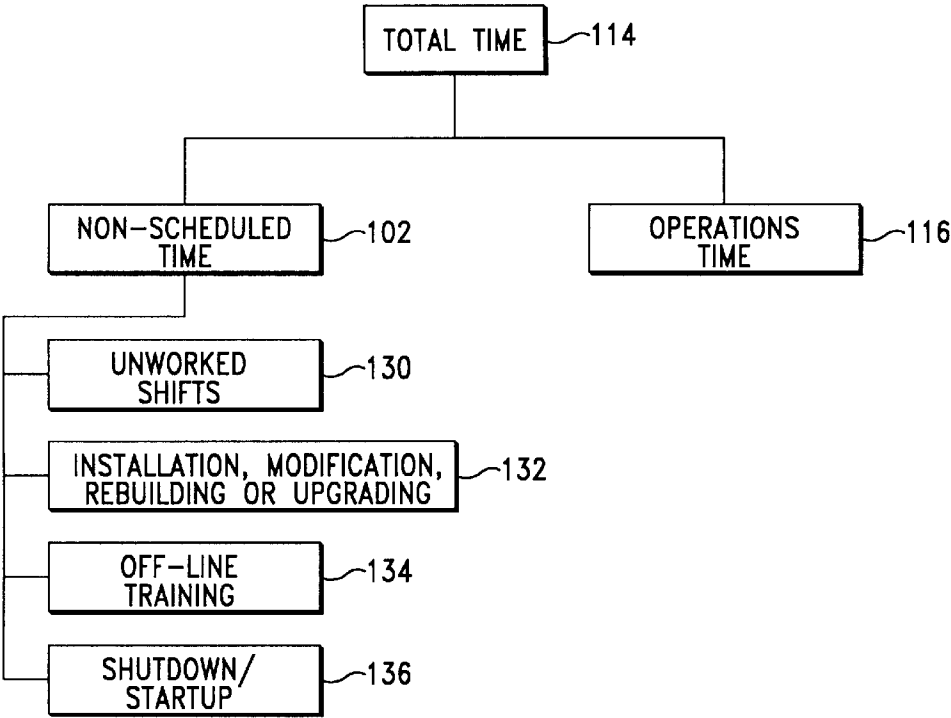 TOTAL TIME
114
NON-SCHEDULED
TIME
102
OPERATIONS
TIME
116
UNWORKED
SHIFTS
130
INSTALLATION, MODIFICATION,
REBUILDING OR UPGRADING
132
OFF-LINE
TRAINING
134
SHUTDOWN/
STARTUP
136